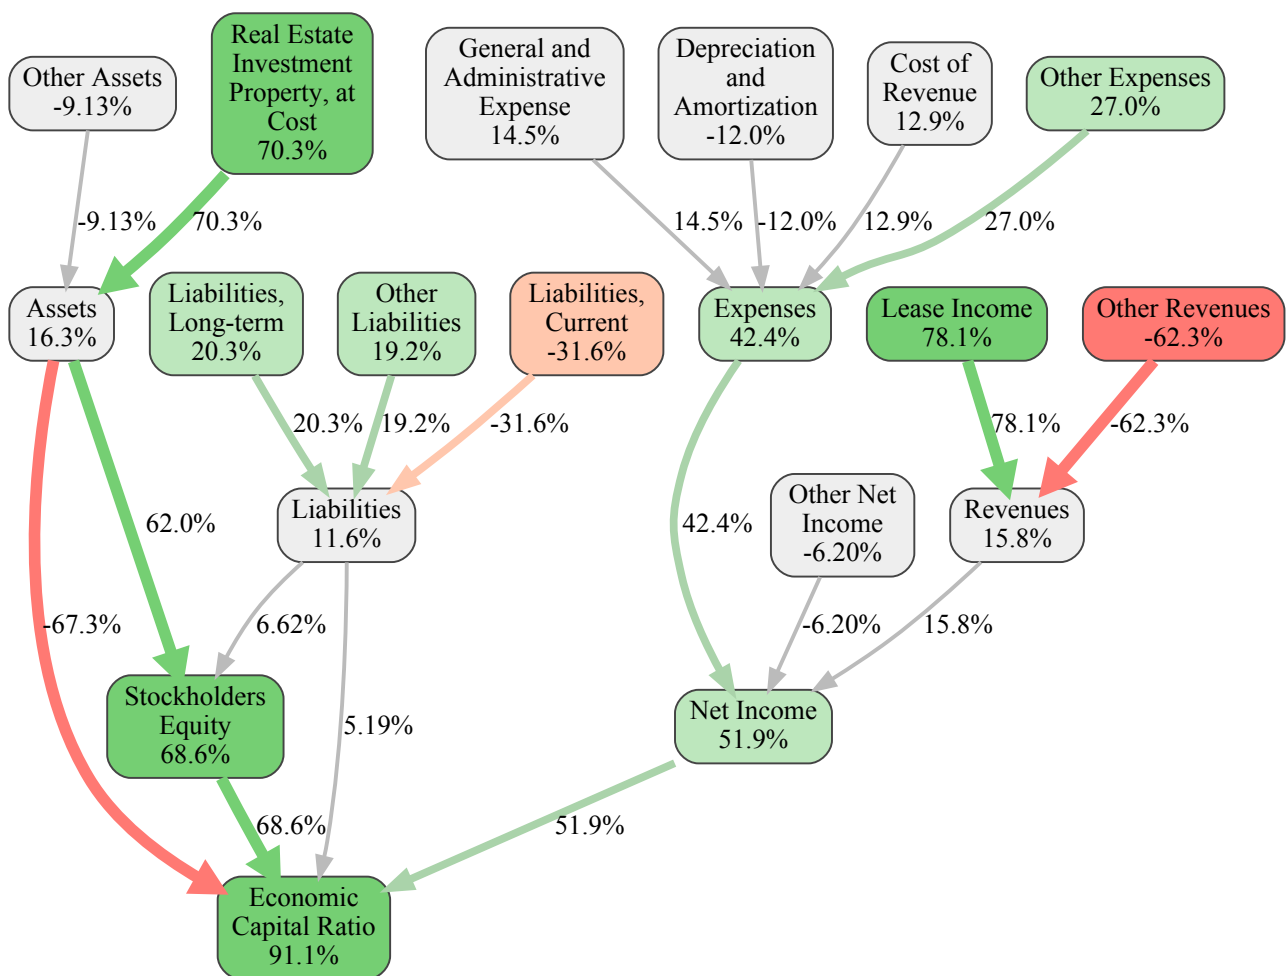 Other Assets
-9.13%
Real Estate
Investment
Property, at
Cost
70.3%
General and
Administrative
Expense
14.5%
Depreciation
and
Amortization
-12.0%
Cost of
Revenue
12.9%
Other Expenses
27.0%
-9.13%
70.3%
14.5%
-12.0%
12.9%
27.0%
Assets
16.3%
Liabilities,
Long-term
20.3%
Other
Liabilities
19.2%
Liabilities,
Current
-31.6%
Expenses
42.4%
Lease Income
78.1%
Other Revenues
-62.3%
20.3%
19.2%
-31.6%
78.1%
-62.3%
62.0%
Liabilities
11.6%
42.4%
Other Net
Income
-6.20%
Revenues
15.8%
-67.3%
6.62%
-6.20%
15.8%
Stockholders
Equity
68.6%
5.19%
Net Income
51.9%
68.6%
51.9%
Economic
Capital Ratio
91.1%